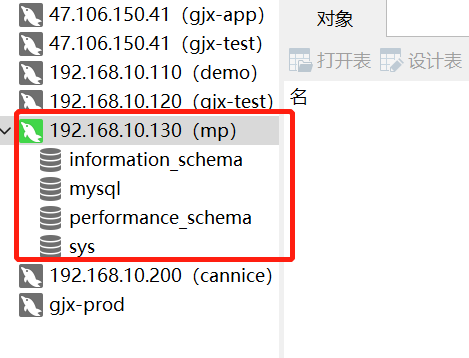 47.106.150.41（gjx-app）
47.106.150.41（gjx-test）
192.168.10.110（demo）
192.168.10.120（gjx-test）
192.168.10.130（mp）
information_schema
mysql
performance_schema
sys
192.168.10.200（cannice）
gjx-prod
对象
打开表 设计表
名